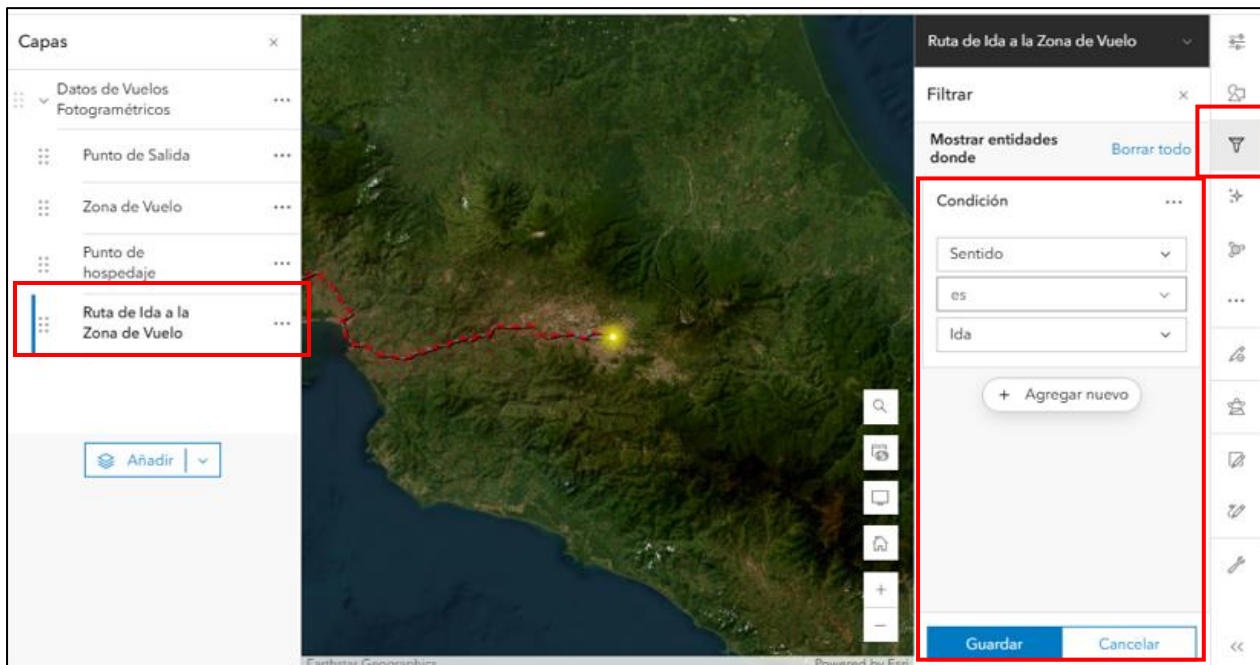 Capas
Datos de Vuelos
Fotogramétricos
Punto de Salida
Zona de Vuelo
Punto de
hospedaje
Ruta de Ida a la
Zona de Vuelo
Añadir
Earthstar Geographics
Powered by Esri
Ruta de Ida a la Zona de Vuelo
Filtrar
Mostrar entidades
donde
Borrar todo
Condición
Sentido
es
Ida
+ Agregar nuevo
Guardar
Cancelar